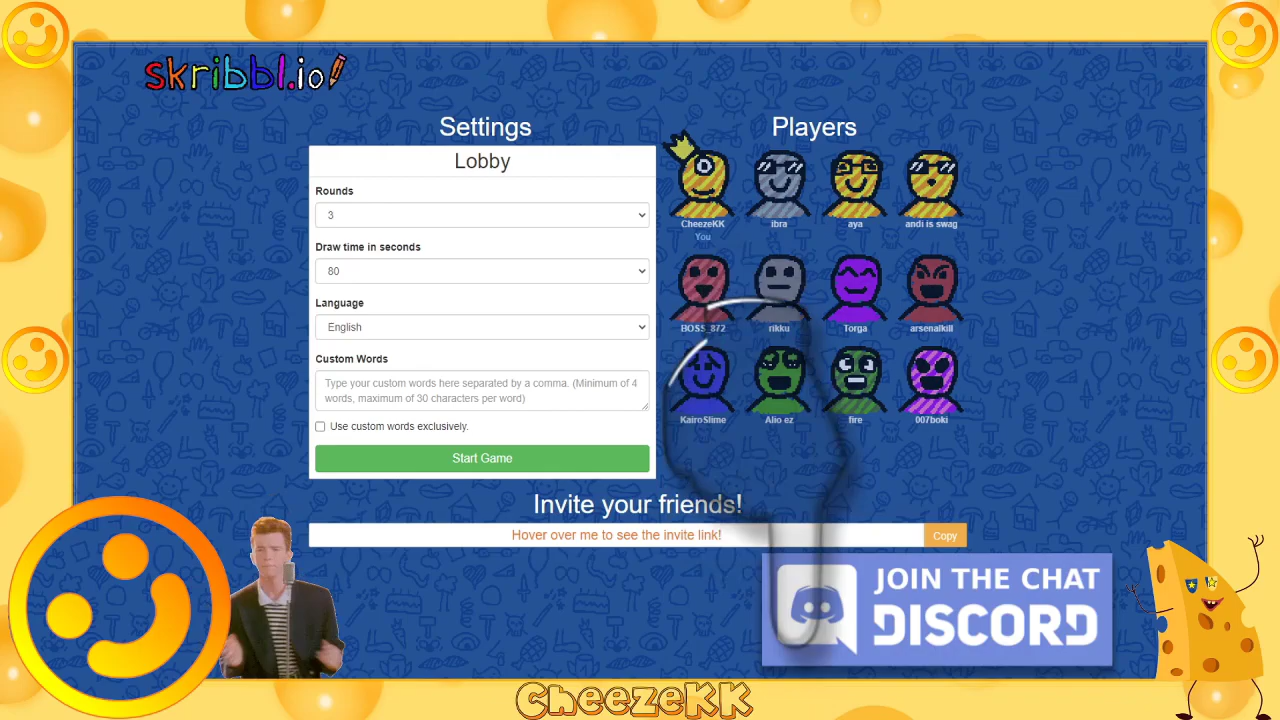 skribbl.io
Settings
Players
Lobby
Rounds
3
Draw time in seconds
80
Language
English
Custom Words
Type your custom words here separated by a comma. (Minimum of 4
words, maximum of 30 characters per word)
Use custom words exclusively.
Start Game
CheezeKK
You
ibra
aya
andi is swag
BOSS_872
rikku
Torga
arsenalkill
KairoSlime
Alio ez
fire
007boki
Invite your friends!
Hover over me to see the invite link!
Copy
JOIN THE CHAT
DISCORD
CheezeKK